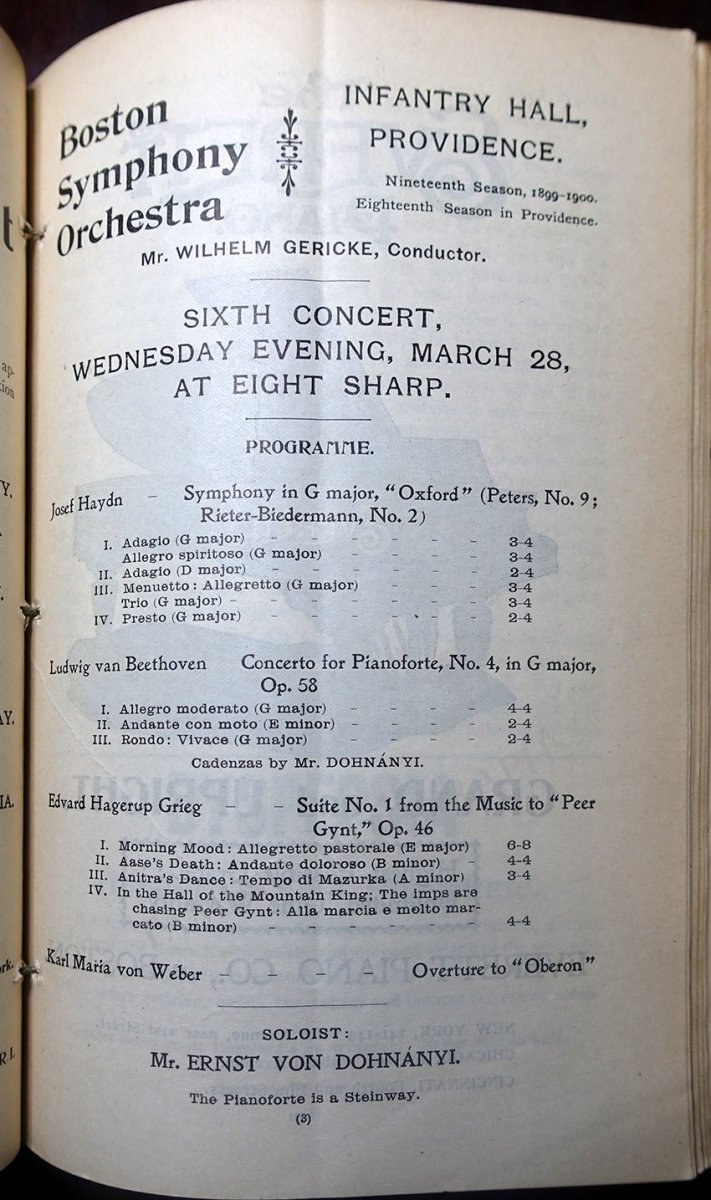 Boston
Symphony
Orchestra
INFANTRY HALL,
PROVIDENCE.
Nineteenth Season, 1899-1900.
Eighteenth Season in Providence.
Mr. WILHELM GERICKE, Conductor.
SIXTH CONCERT,
WEDNESDAY EVENING, MARCH 28,
AT EIGHT SHARP.
PROGRAMME.
Josef Haydn - Symphony in G major, "Oxford" (Peters, No. 9;
Rieter-Biedermann, No. 2)
I. Adagio (G major) - - - - - - 3-4
Allegro spiritoso (G major) - - - - 3-4
II. Adagio (D major) - - - - - - 2-4
III. Menuetto: Allegretto (G major) - - - 3-4
Trio (G major) - - - - - - - 3-4
IV. Presto (G major) - - - - - - 2-4
Ludwig van Beethoven Concerto for Pianoforte, No. 4, in G major,
Op. 58
I. Allegro moderato (G major) - - - - 4-4
II. Andante con moto (E minor) - - - - 2-4
III. Rondo: Vivace (G major) - - - - 2-4
Cadenzas by Mr. DOHNÁNYI.
Edvard Hagerup Grieg - - Suite No. 1 from the Music to "Peer
Gynt," Op. 46
I. Morning Mood: Allegretto pastorale (E major) 6-8
II. Aase's Death: Andante doloroso (B minor) - 4-4
III. Anitra's Dance: Tempo di Mazurka (A minor) 3-4
IV. In the Hall of the Mountain King; The imps are
chasing Peer Gynt: Alla marcia e molto mar-
cato (B minor) - - - - - - 4-4
Karl Maria von Weber - - - - Overture to "Oberon"
SOLOIST:
Mr. ERNST VON DOHNÁNYI.
The Pianoforte is a Steinway.
(3)